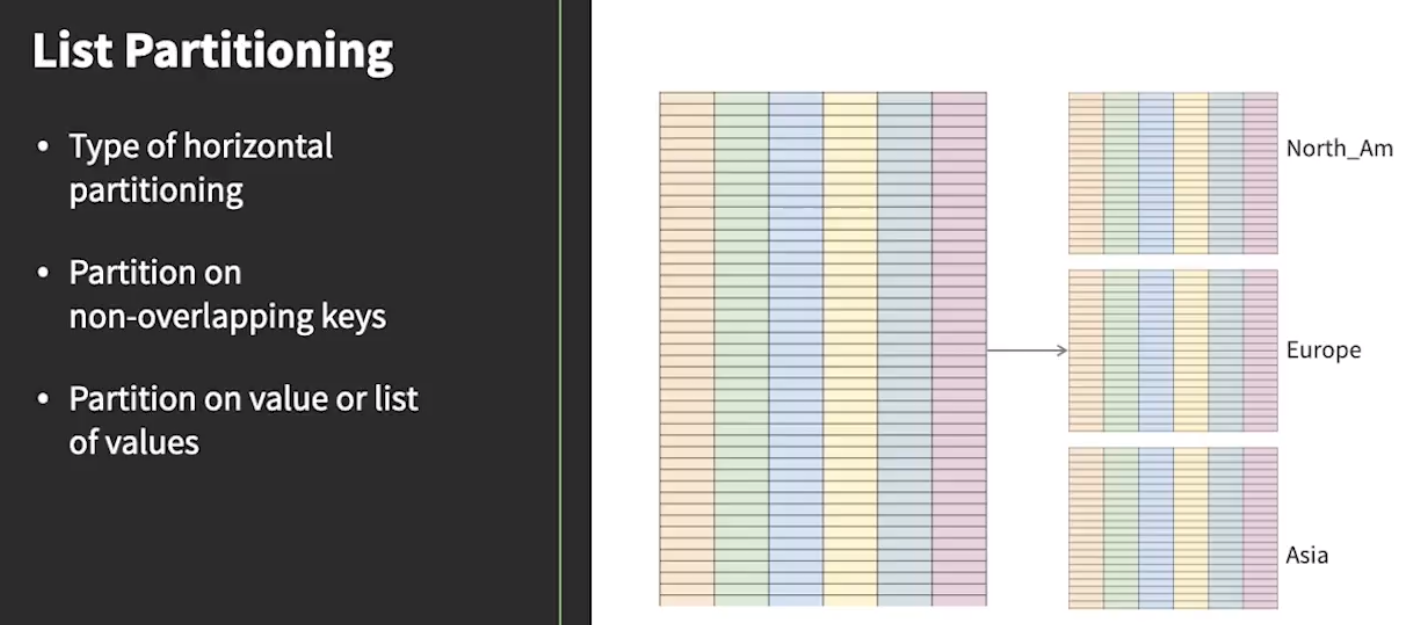 List Partitioning
• Type of horizontal
partitioning
• Partition on
non-overlapping keys
• Partition on value or list
of values
North_Am
Europe
Asia